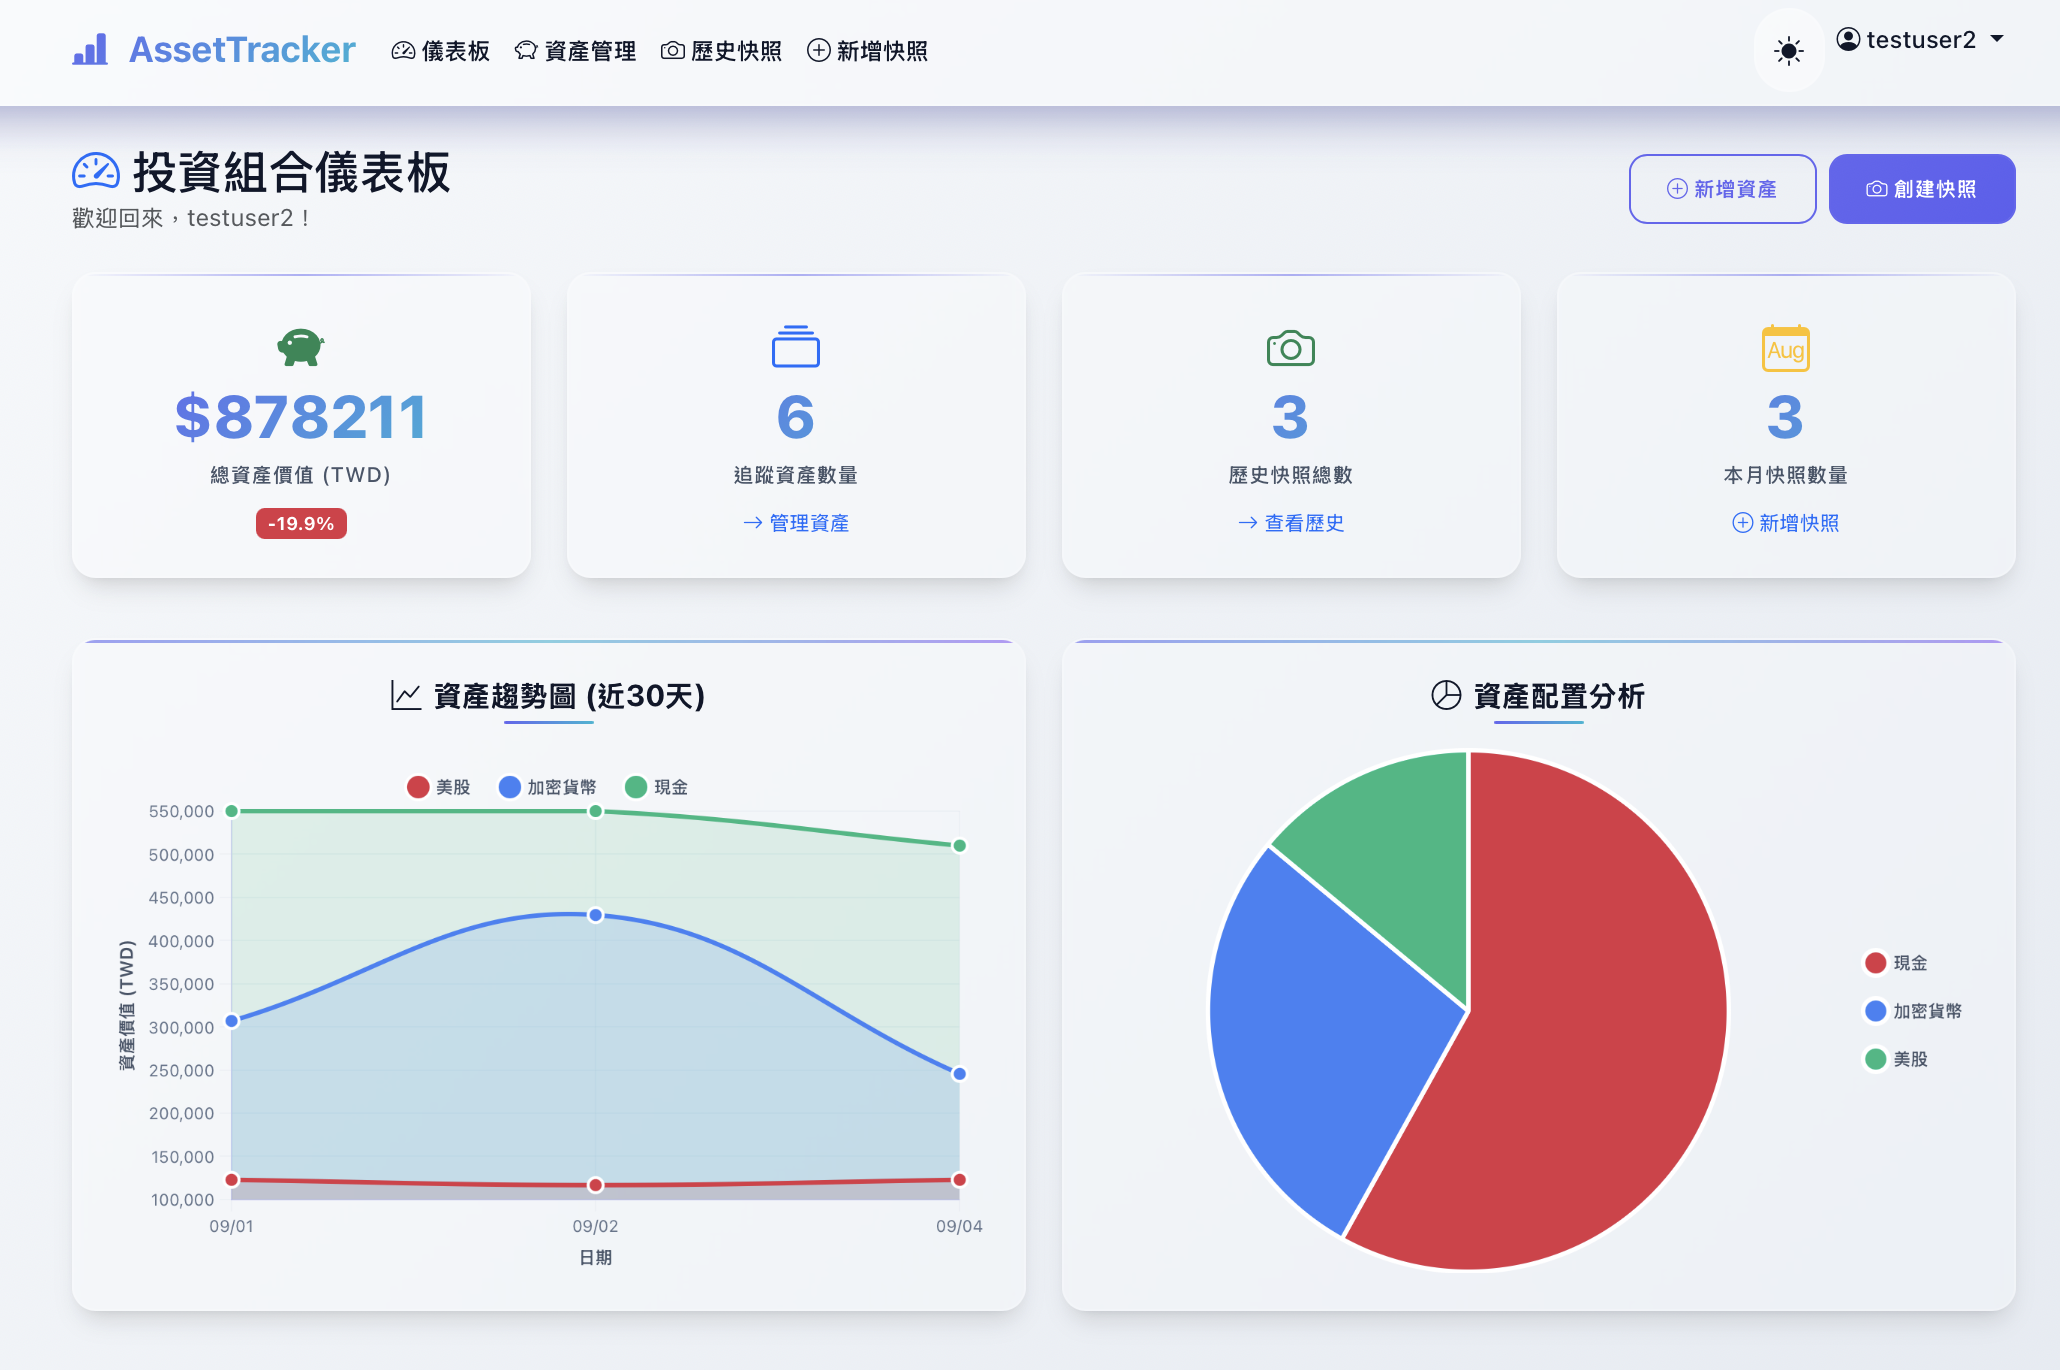 AssetTracker 儀表板 資產管理 歷史快照 新增快照 testuser2
投資組合儀表板
歡迎回來，testuser2！
新增資產 創建快照
$878211
總資產價值 (TWD)
-19.9%
6
追蹤資產數量
管理資產
3
歷史快照總數
查看歷史
Aug
3
本月快照數量
新增快照
資產趨勢圖 (近30天)
美股 加密貨幣 現金
資產價值 (TWD)
550,000
500,000
450,000
400,000
350,000
300,000
250,000
200,000
150,000
100,000
09/01 09/02 09/04
日期
資產配置分析
現金
加密貨幣
美股